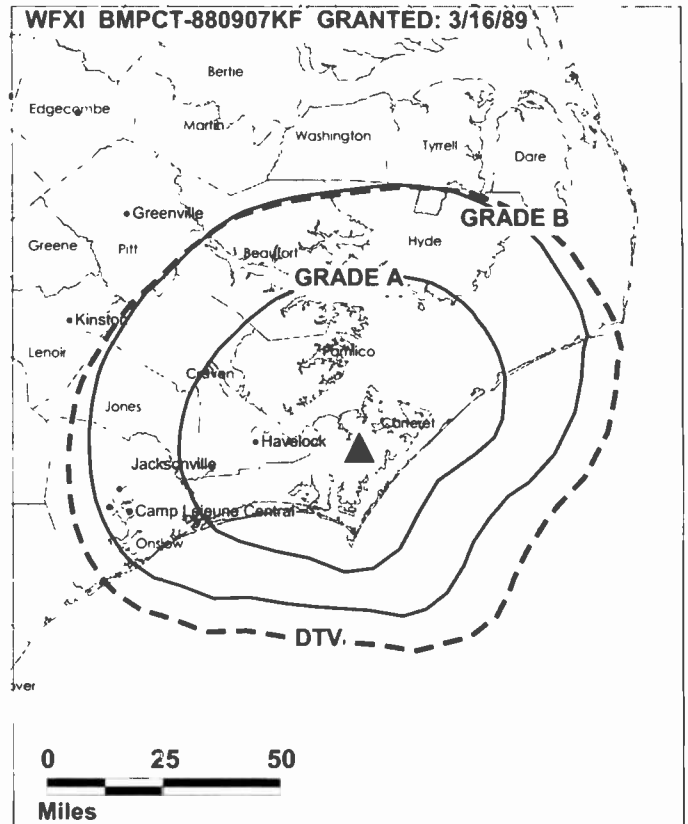 WFXI BMPCT-880907KF GRANTED: 3/16/89
Bertie
Edgecombe
Martin
Washington
Tyrrell
Dare
Greenville
GRADE B
Greene
Pitt
Beaufort
Hyde
GRADE A
Kinston
Lenoir
Pamlico
Craven
Jones
Carteret
Havelock
Jacksonville
Camp Lejeune Central
Onslow
DTV
over
0 25 50
Miles